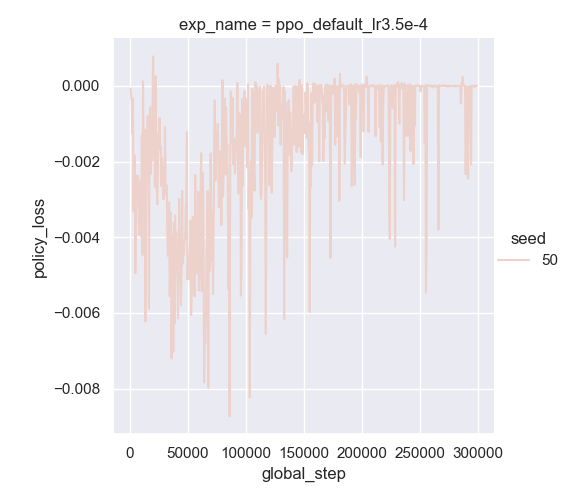 exp_name = ppo_default_lr3.5e-4
0.000
−0.002
−0.004
−0.006
−0.008
policy_loss
0 50000 100000 150000 200000 250000 300000
global_step
seed
50